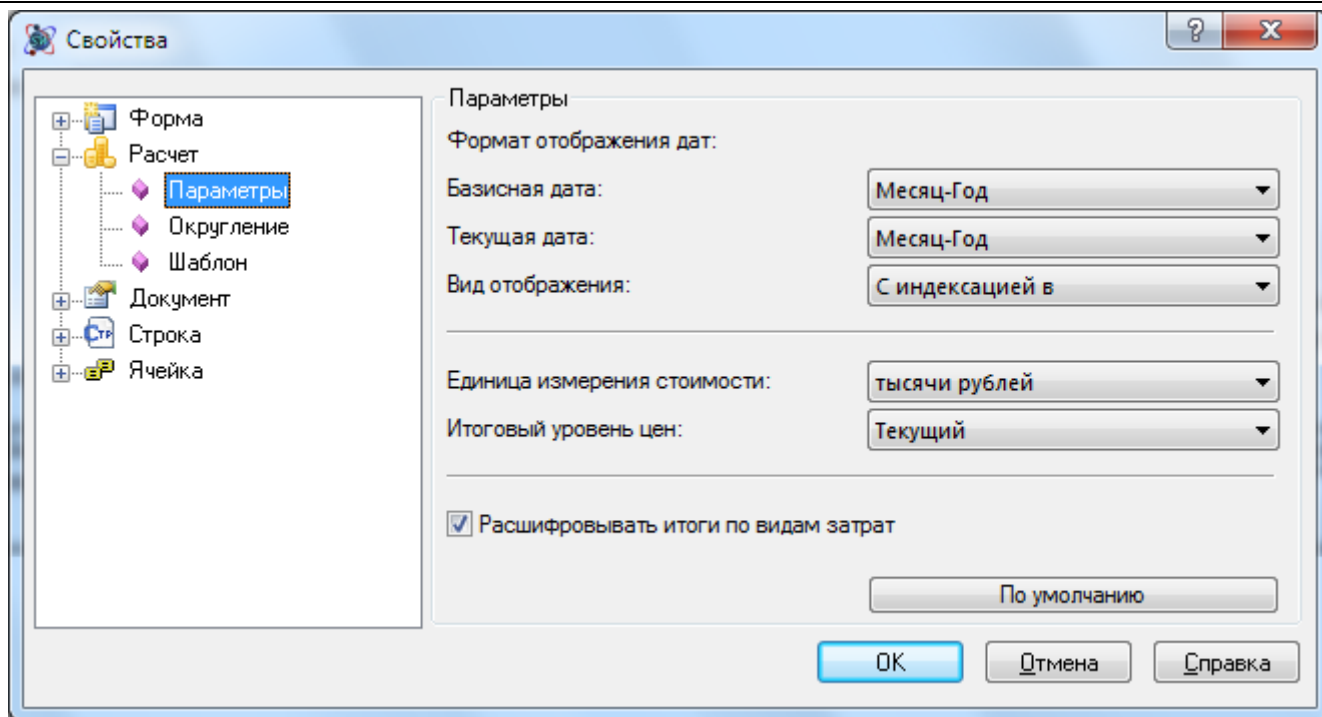 Свойства
Форма
Расчет
Параметры
Округление
Шаблон
Документ
Стр Строка
Ячейка
Параметры
Формат отображения дат:
Базисная дата: Месяц-Год
Текущая дата: Месяц-Год
Вид отображения: С индексацией в
Единица измерения стоимости: тысячи рублей
Итоговый уровень цен: Текущий
Расшифровывать итоги по видам затрат
По умолчанию
OK Отмена Справка